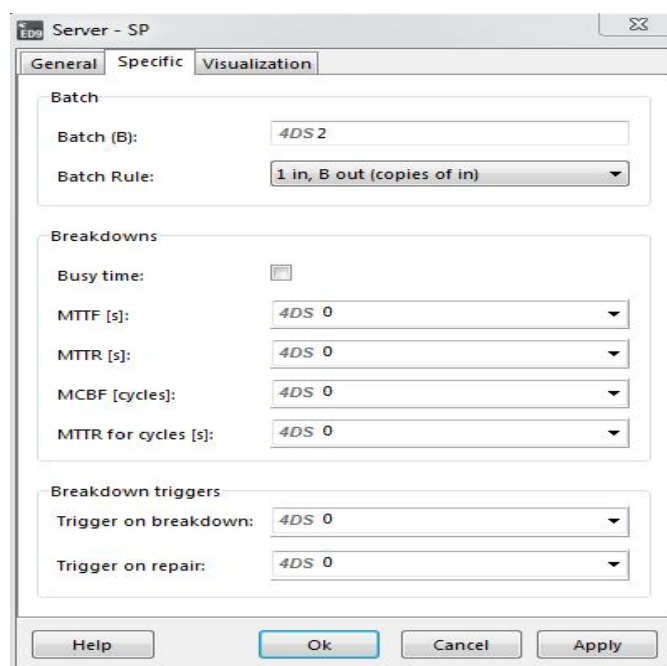 ED9 Server - SP
General Specific Visualization
Batch
Batch (B): 4DS 2
Batch Rule: 1 in, B out (copies of in)
Breakdowns
Busy time:
MTTF [s]: 4DS 0
MTTR [s]: 4DS 0
MCBF [cycles]: 4DS 0
MTTR for cycles [s]: 4DS 0
Breakdown triggers
Trigger on breakdown: 4DS 0
Trigger on repair: 4DS 0
Help Ok Cancel Apply